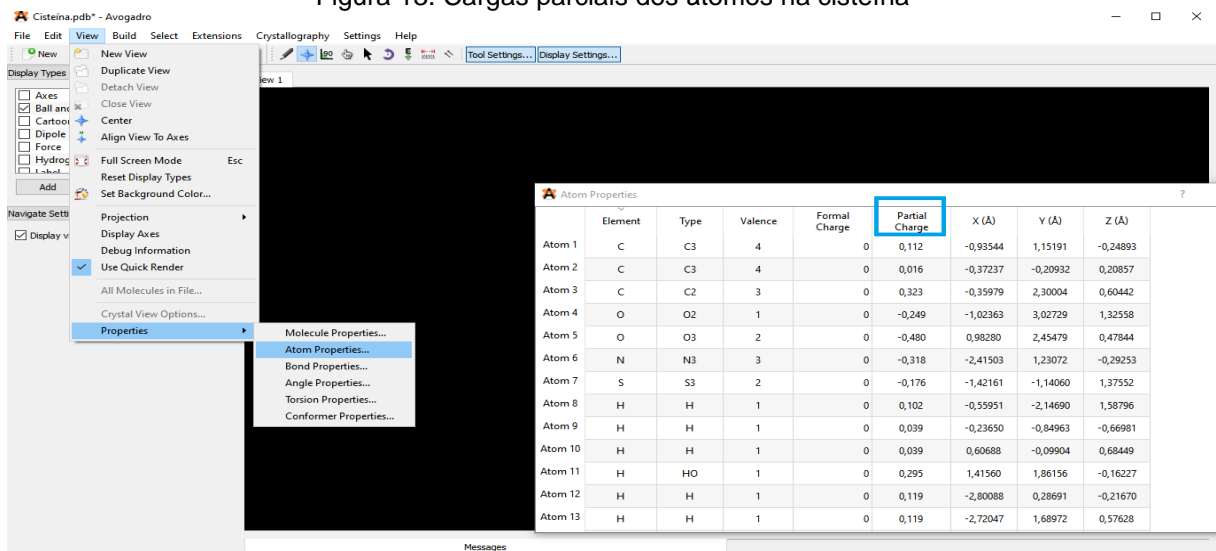 Figura 18. Cargas parciais dos átomos na cisteína
Cisteína.pdb* - Avogadro
File Edit View Build Select Extensions Crystallography Settings Help
New
Tool Settings... Display Settings...
Display Types
Axes
Ball and
Cartoo
Dipole
Force
Hydrog
Label
Add
Navigate Setti
Display v
New View
Duplicate View
Detach View
Close View
Center
Align View To Axes
Full Screen Mode Esc
Reset Display Types
Set Background Color...
Projection
Display Axes
Debug Information
Use Quick Render
All Molecules in File...
Crystal View Options...
Properties
Molecule Properties...
Atom Properties...
Bond Properties...
Angle Properties...
Torsion Properties...
Conformer Properties...
iew 1
Atom Properties ?
Element Type Valence Formal Charge Partial Charge X (Å) Y (Å) Z (Å)
Atom 1 C C3 4 0 0,112 -0,93544 1,15191 -0,24893
Atom 2 C C3 4 0 0,016 -0,37237 -0,20932 0,20857
Atom 3 C C2 3 0 0,323 -0,35979 2,30004 0,60442
Atom 4 O O2 1 0 -0,249 -1,02363 3,02729 1,32558
Atom 5 O O3 2 0 -0,480 0,98280 2,45479 0,47844
Atom 6 N N3 3 0 -0,318 -2,41503 1,23072 -0,29253
Atom 7 S S3 2 0 -0,176 -1,42161 -1,14060 1,37552
Atom 8 H H 1 0 0,102 -0,55951 -2,14690 1,58796
Atom 9 H H 1 0 0,039 -0,23650 -0,84963 -0,66981
Atom 10 H H 1 0 0,039 0,60688 -0,09904 0,68449
Atom 11 H HO 1 0 0,295 1,41560 1,86156 -0,16227
Atom 12 H H 1 0 0,119 -2,80088 0,28691 -0,21670
Atom 13 H H 1 0 0,119 -2,72047 1,68972 0,57628
Messages